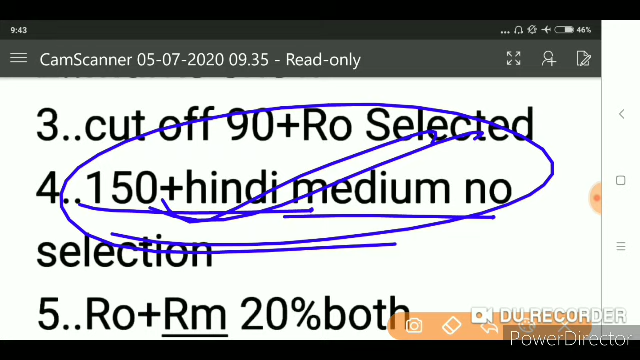 9:43
46%
CamScanner 05-07-2020 09.35 - Read-only
3..cut off 90+Ro Selected
4..150+hindi medium no
selection
5..Ro+Rm 20%both
DU RECORDER
PowerDirector